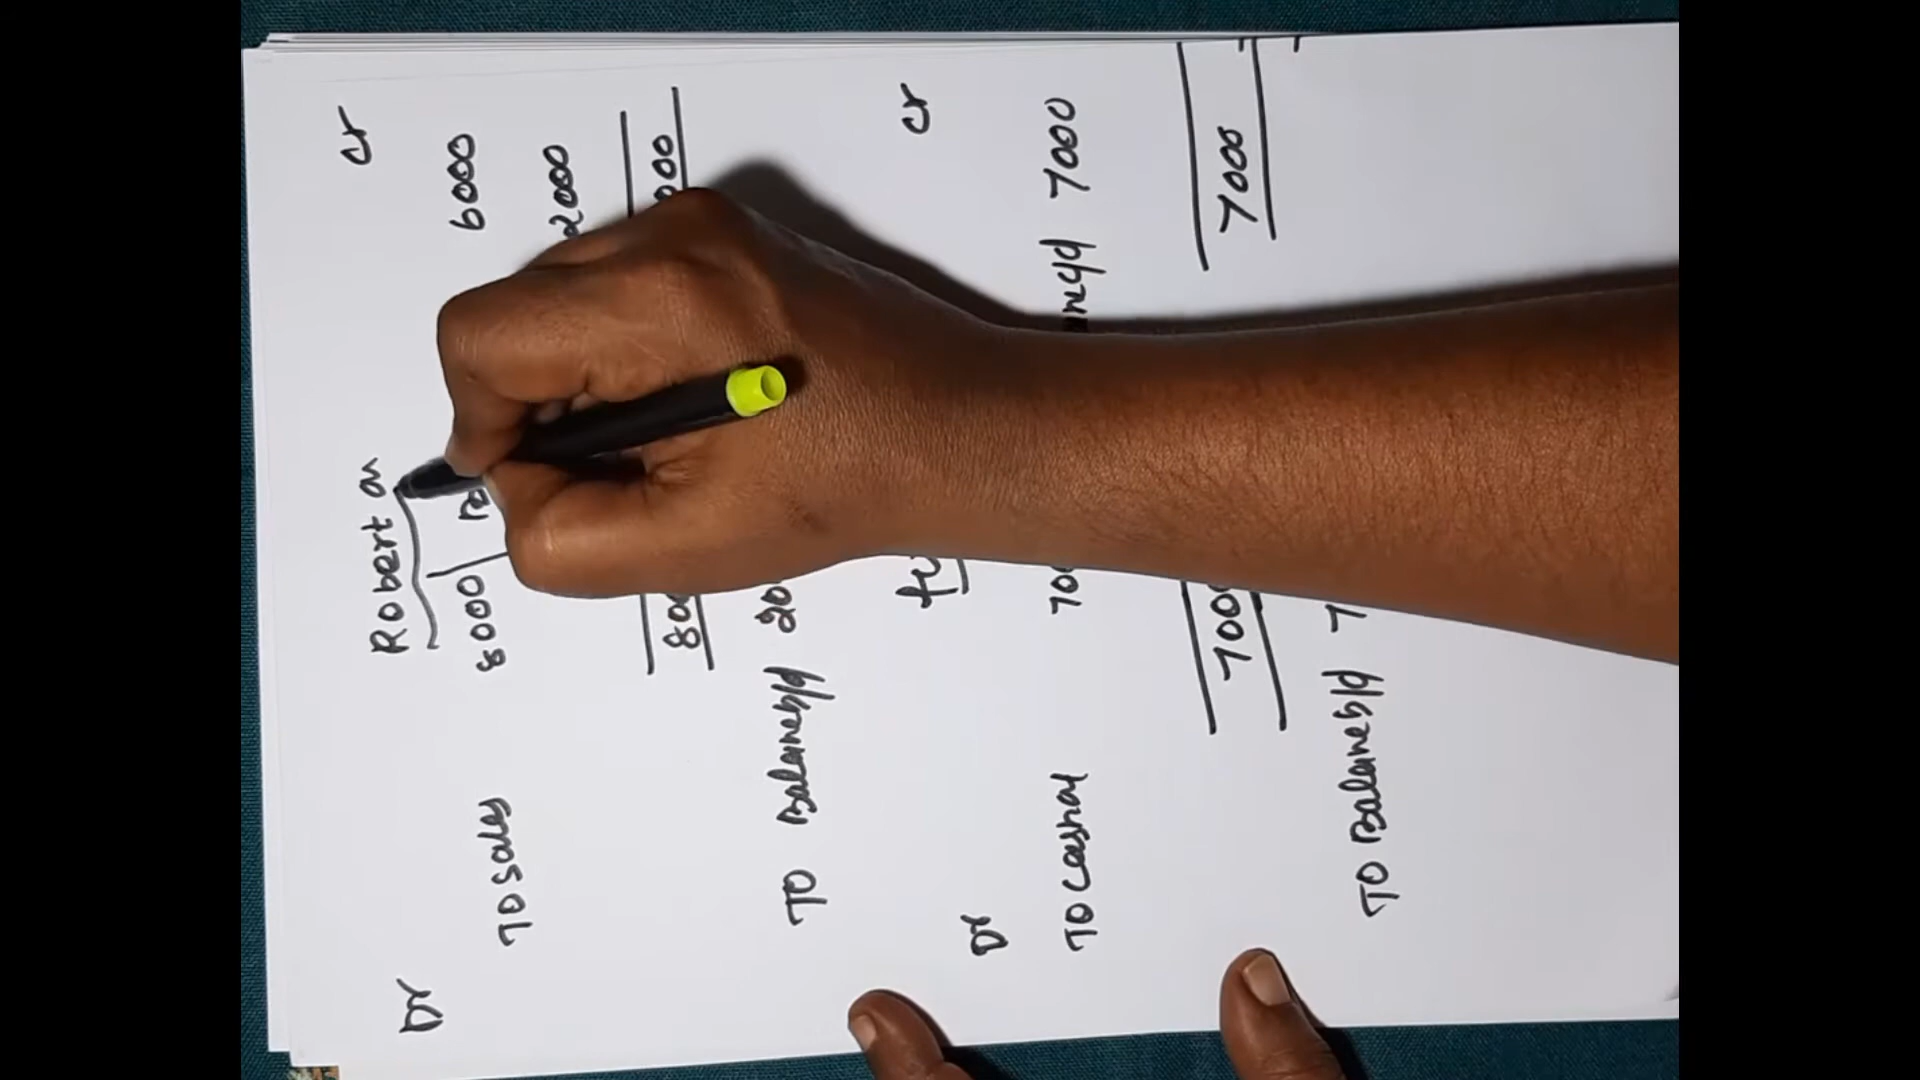 Dr Robert a/c Cr
To Sales 8000 6000
2000
8000
To Balance b/d
Dr Cr
To Cash a/c 7000
7000 7000
To Balance b/d